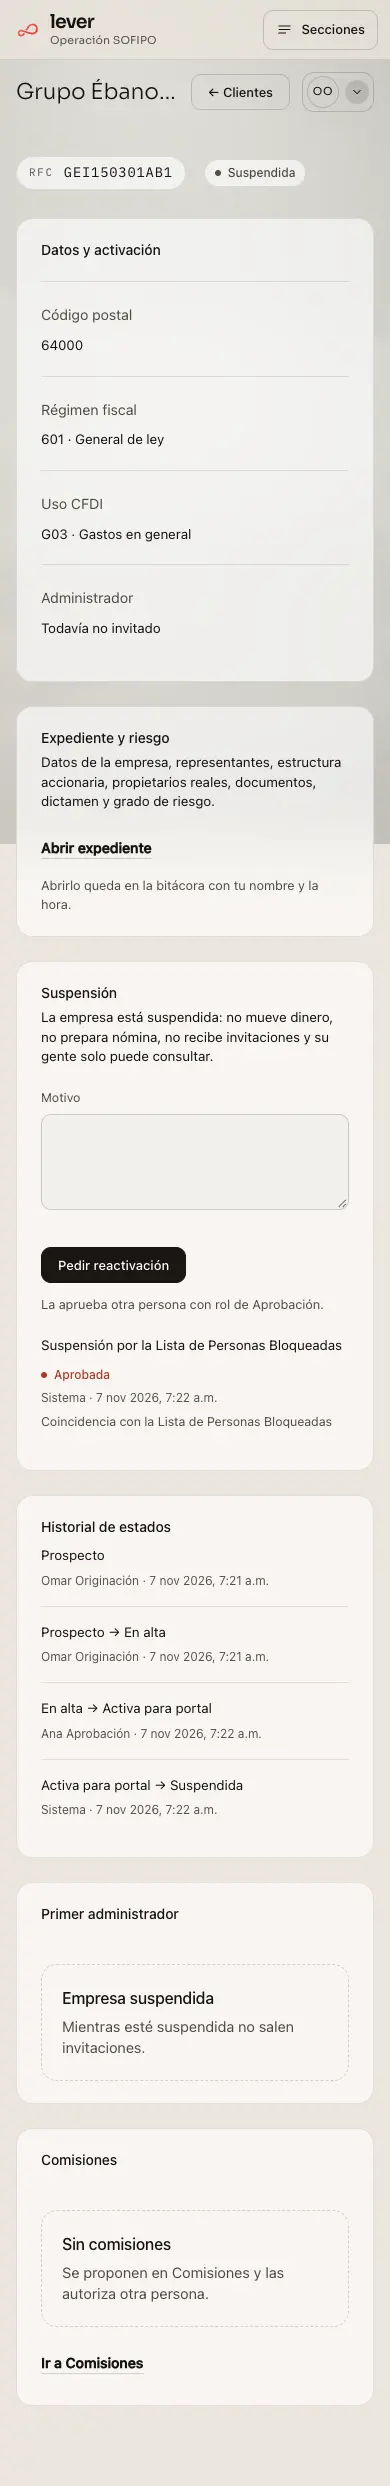 lever
Operación SOFIPO
Secciones
Grupo Ébano...
← Clientes
OO
RFC GEI150301AB1
Suspendida
Datos y activación
Código postal
64000
Régimen fiscal
601 · General de ley
Uso CFDI
G03 · Gastos en general
Administrador
Todavía no invitado
Expediente y riesgo
Datos de la empresa, representantes, estructura
accionaria, propietarios reales, documentos,
dictamen y grado de riesgo.
Abrir expediente
Abrirlo queda en la bitácora con tu nombre y la
hora.
Suspensión
La empresa está suspendida: no mueve dinero,
no prepara nómina, no recibe invitaciones y su
gente solo puede consultar.
Motivo
Pedir reactivación
La aprueba otra persona con rol de Aprobación.
Suspensión por la Lista de Personas Bloqueadas
Aprobada
Sistema · 7 nov 2026, 7:22 a.m.
Coincidencia con la Lista de Personas Bloqueadas
Historial de estados
Prospecto
Omar Originación · 7 nov 2026, 7:21 a.m.
Prospecto → En alta
Omar Originación · 7 nov 2026, 7:21 a.m.
En alta → Activa para portal
Ana Aprobación · 7 nov 2026, 7:22 a.m.
Activa para portal → Suspendida
Sistema · 7 nov 2026, 7:22 a.m.
Primer administrador
Empresa suspendida
Mientras esté suspendida no salen
invitaciones.
Comisiones
Sin comisiones
Se proponen en Comisiones y las
autoriza otra persona.
Ir a Comisiones